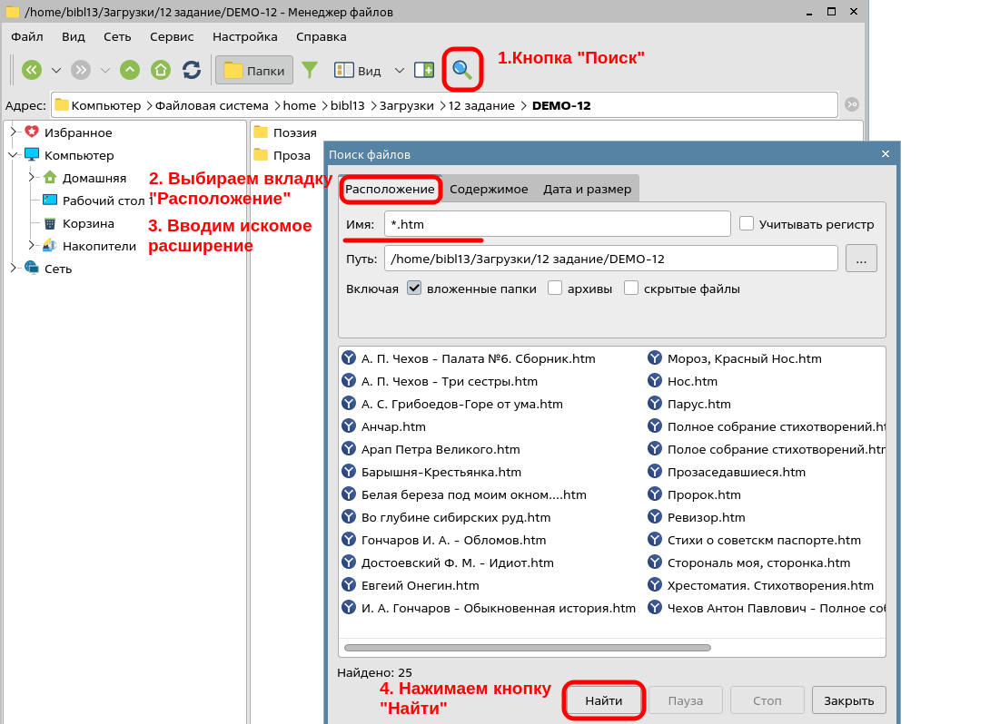 /home/bibl13/Загрузки/12 задание/DEMO-12 - Менеджер файлов
Файл Вид Сеть Сервис Настройка Справка
Папки Вид
1.Кнопка "Поиск"
Адрес: Компьютер Файловая система home bibl13 Загрузки 12 задание DEMO-12
Избранное
Компьютер
Домашняя
Рабочий стол 1
Корзина
Накопители
Сеть
Поэзия
Проза
2. Выбираем вкладку
"Расположение"
3. Вводим искомое
расширение
Поиск файлов
Расположение Содержимое Дата и размер
Имя: *.htm Учитывать регистр
Путь: /home/bibl13/Загрузки/12 задание/DEMO-12 ...
Включая вложенные папки архивы скрытые файлы
А. П. Чехов - Палата №6. Сборник.htm
А. П. Чехов - Три сестры.htm
А. С. Грибоедов-Горе от ума.htm
Анчар.htm
Арап Петра Великого.htm
Барышня-Крестьянка.htm
Белая береза под моим окном....htm
Во глубине сибирских руд.htm
Гончаров И. А. - Обломов.htm
Достоевский Ф. М. - Идиот.htm
Евгеий Онегин.htm
И. А. Гончаров - Обыкновенная история.htm
Мороз, Красный Нос.htm
Нос.htm
Парус.htm
Полное собрание стихотворений.ht
Полое собрание стихотворений.htm
Прозаседавшиеся.htm
Пророк.htm
Ревизор.htm
Стихи о советскм паспорте.htm
Сторональ моя, сторонка.htm
Хрестоматия. Стихотворения.htm
Чехов Антон Павлович - Полное соб
Найдено: 25
4. Нажимаем кнопку
"Найти"
Найти Пауза Стоп Закрыть